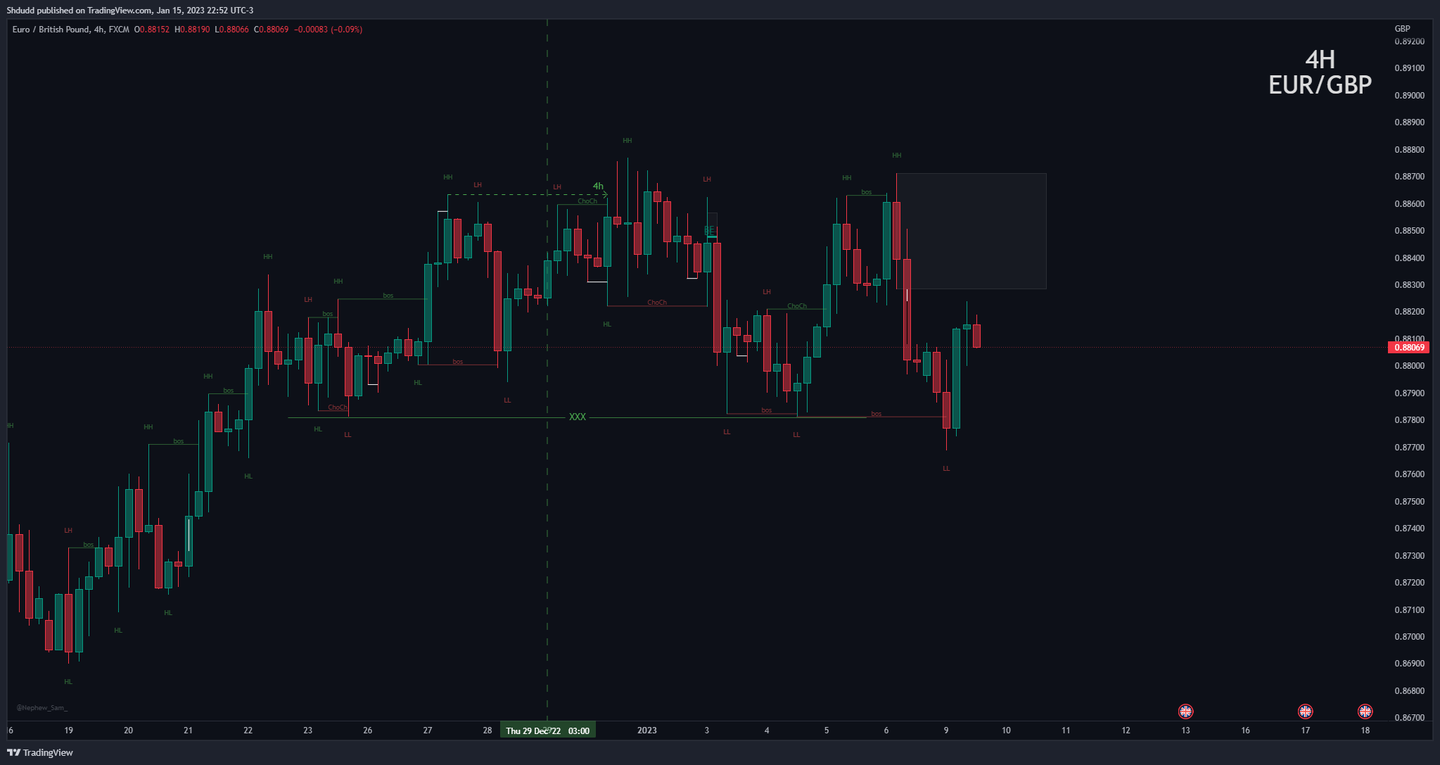 Shdudd published on TradingView.com, Jan 15, 2023 22:52 UTC-3
Euro / British Pound, 4h, FXCM O0.88152 H0.88190 L0.88066 C0.88069 −0.00083 (−0.09%)
GBP
4H
EUR/GBP
0.89200
0.89100
0.89000
0.88900
0.88800
0.88700
0.88600
0.88500
0.88400
0.88300
0.88200
0.88100
0.88069
0.88000
0.87900
0.87800
0.87700
0.87600
0.87500
0.87400
0.87300
0.87200
0.87100
0.87000
0.86900
0.86800
0.86700
HH
HH
HH
HH
LH
LH
4h
LH
HH
HH
bos
ChoCh
HH
LH
HH
bos
bos
ChoCh
LH
ChoCh
HL
bos
HH
bos
HL
LL
ChoCh
HL
LL
XXX
bos
bos
LL
LL
LL
HH
bos
HL
LH
bos
HL
HL
HL
@Nephew_Sam_
16 19 20 21 22 23 26 27 28 Thu 29 Dec '22 03:00 2023 3 4 5 6 9 10 11 12 13 16 17 18
TradingView